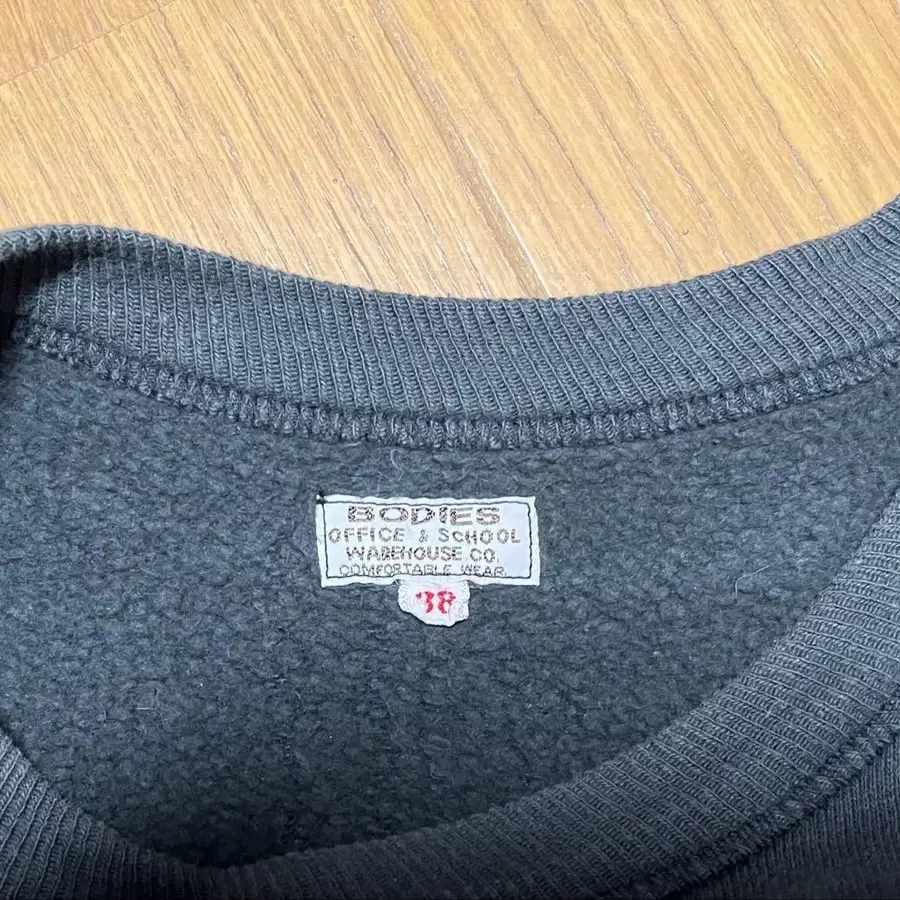 BODIES
OFFICE & SCHOOL
WAREHOUSE CO.
COMFORTABLE WEAR.
38